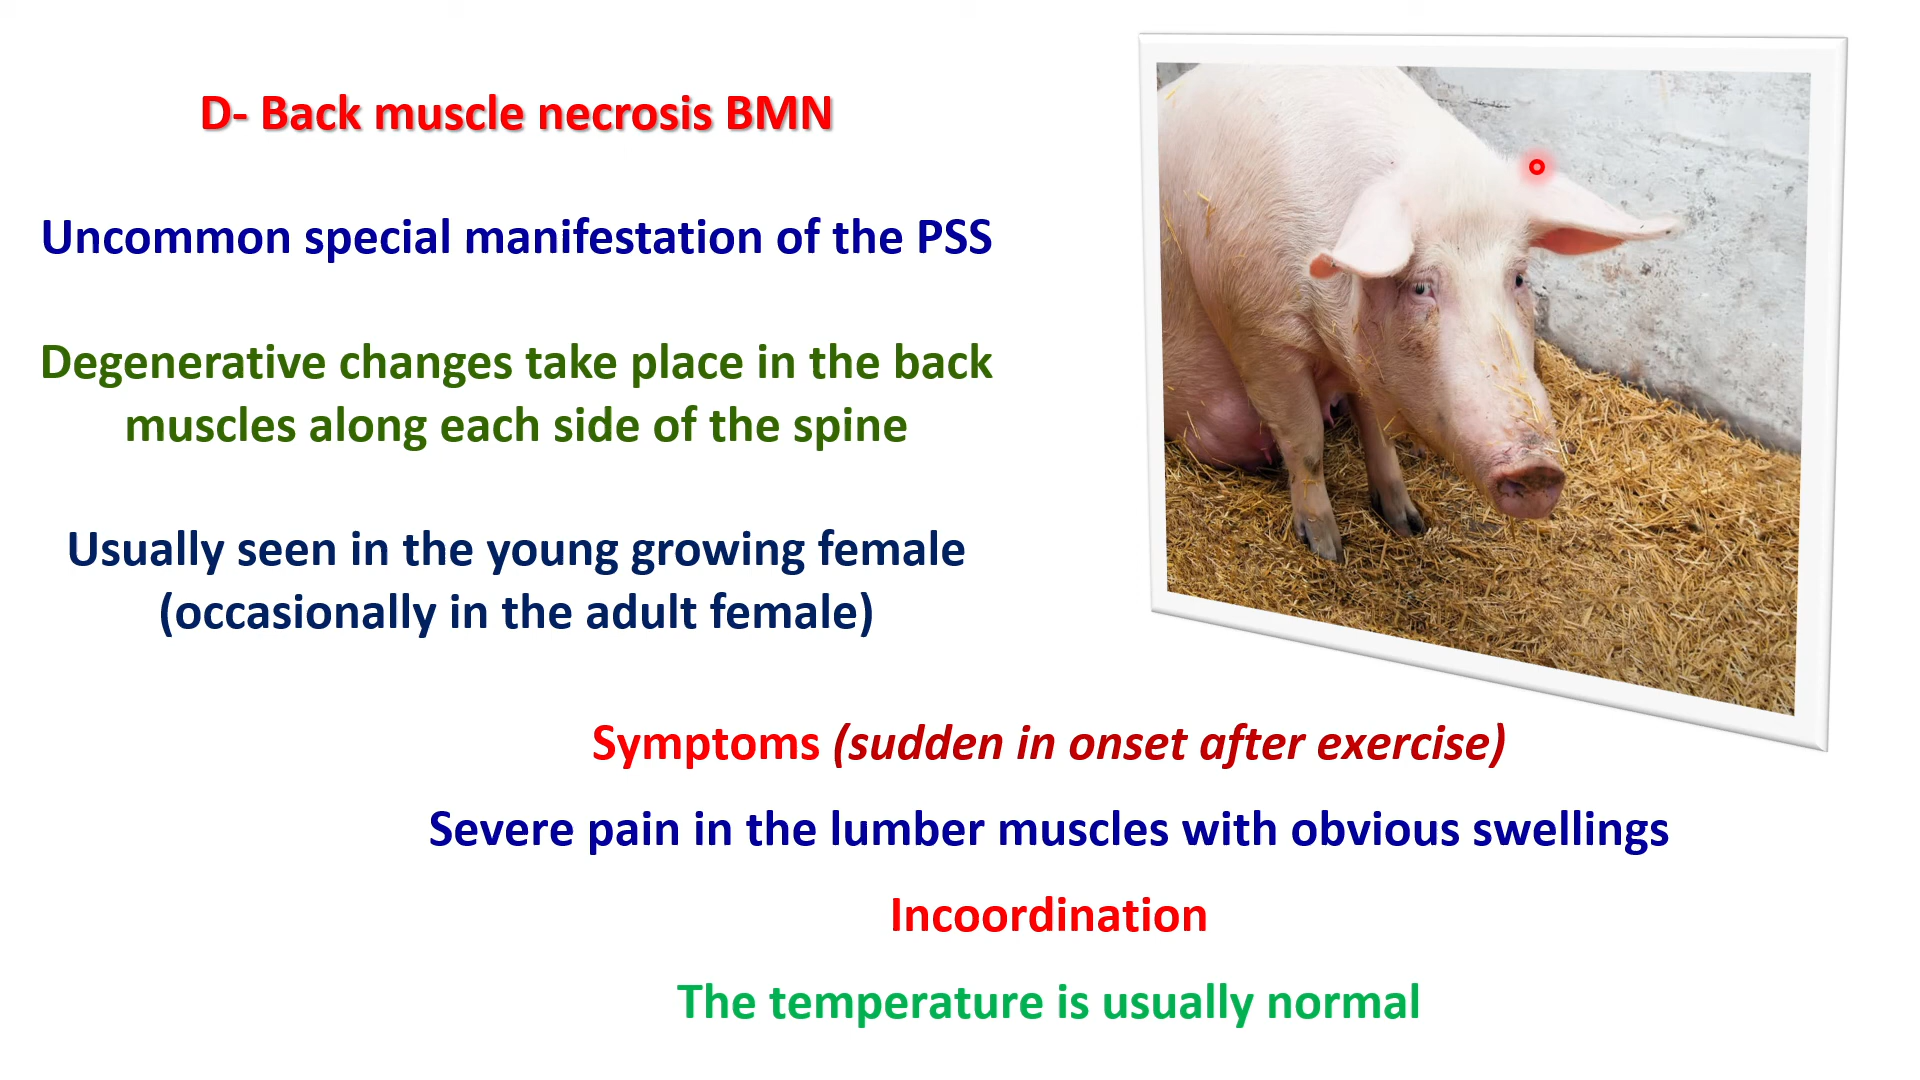 D- Back muscle necrosis BMN
Uncommon special manifestation of the PSS
Degenerative changes take place in the back
muscles along each side of the spine
Usually seen in the young growing female
(occasionally in the adult female)
Symptoms (sudden in onset after exercise)
Severe pain in the lumber muscles with obvious swellings
Incoordination
The temperature is usually normal